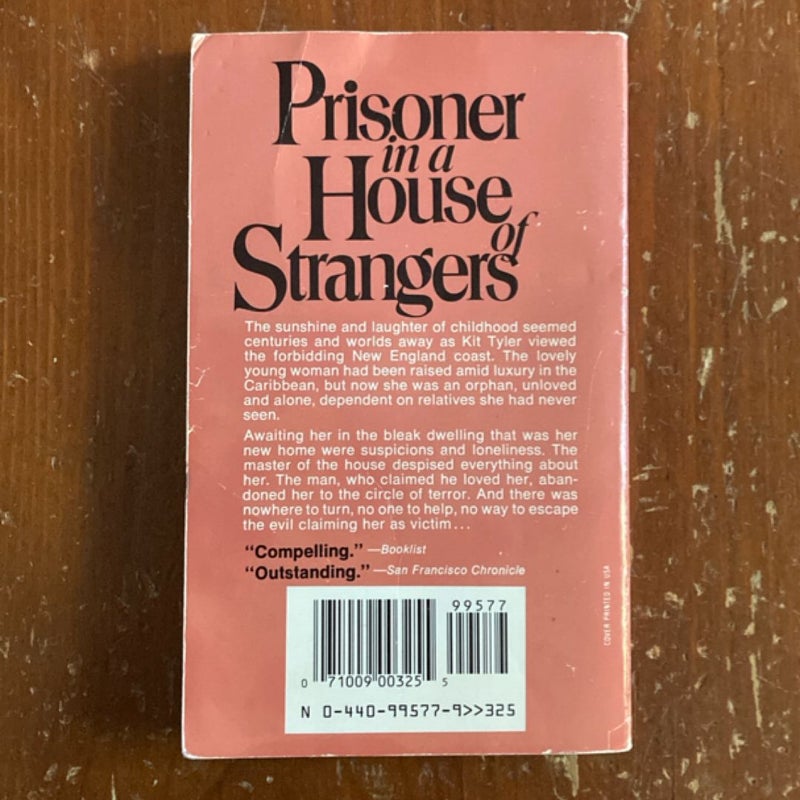 Prisoner
in a
House
of
Strangers
The sunshine and laughter of childhood seemed
centuries and worlds away as Kit Tyler viewed
the forbidding New England coast. The lovely
young woman had been raised amid luxury in the
Caribbean, but now she was an orphan, unloved
and alone, dependent on relatives she had never
seen.
Awaiting her in the bleak dwelling that was her
new home were suspicions and loneliness. The
master of the house despised everything about
her. The man, who claimed he loved her, aban-
doned her to the circle of terror. And there was
nowhere to turn, no one to help, no way to escape
the evil claiming her as victim...
“Compelling.” —Booklist
“Outstanding.” —San Francisco Chronicle
COVER PRINTED IN USA
99577
0 71009 00325 5
N 0-440-99577-9>>325